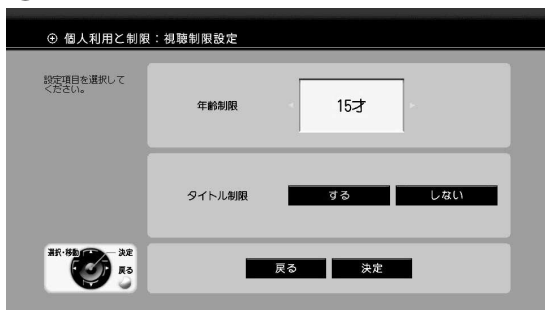 個人利用と制限：視聴制限設定
設定項目を選択して
ください。
年齢制限
15才
タイトル制限
する
しない
選択・移動
決定
戻る
戻る
決定